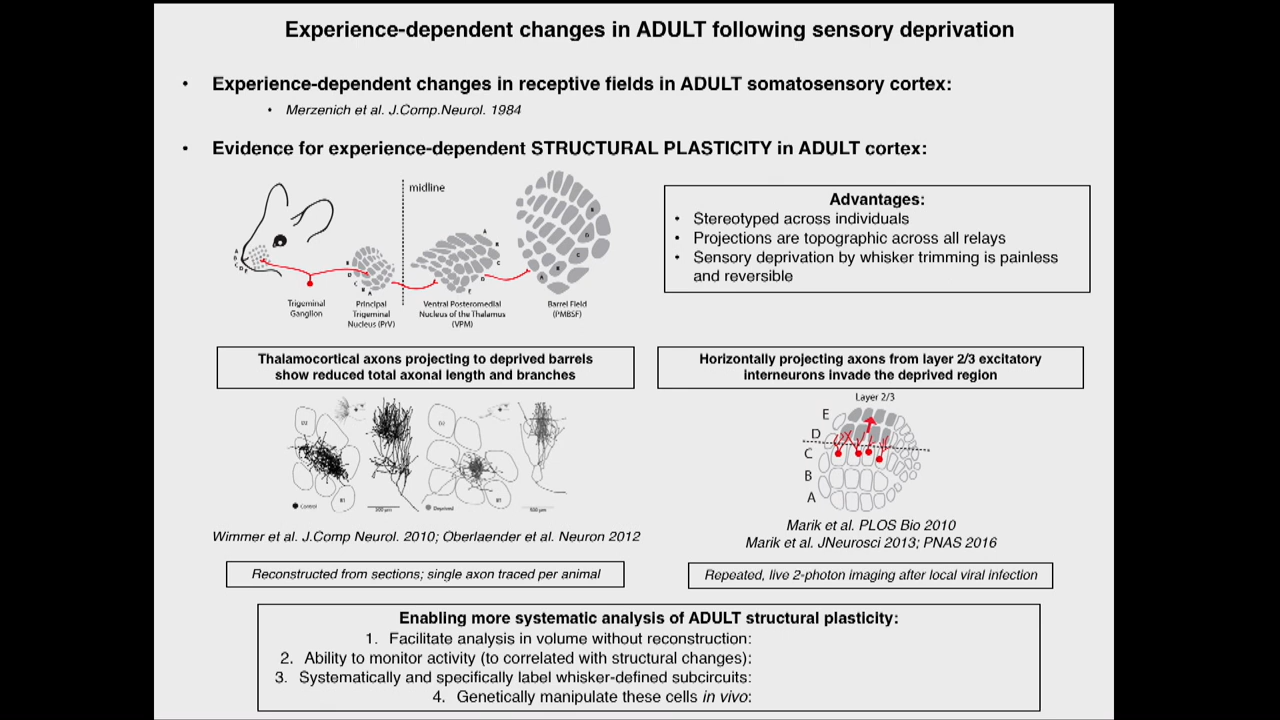 Experience-dependent changes in ADULT following sensory deprivation
• Experience-dependent changes in receptive fields in ADULT somatosensory cortex:
• Merzenich et al. J.Comp.Neurol. 1984
• Evidence for experience-dependent STRUCTURAL PLASTICITY in ADULT cortex:
midline
Trigeminal
Ganglion
Principal
Trigeminal
Nucleus (PrV)
Ventral Posteromedial
Nucleus of the Thalamus
(VPM)
Barrel Field
(PMBSF)
Advantages:
• Stereotyped across individuals
• Projections are topographic across all relays
• Sensory deprivation by whisker trimming is painless
and reversible
Thalamocortical axons projecting to deprived barrels
show reduced total axonal length and branches
Control
Deprived
Wimmer et al. J.Comp Neurol. 2010; Oberlaender et al. Neuron 2012
Reconstructed from sections; single axon traced per animal
Horizontally projecting axons from layer 2/3 excitatory
interneurons invade the deprived region
Layer 2/3
E
D
C
B
A
Marik et al. PLOS Bio 2010
Marik et al. JNeurosci 2013; PNAS 2016
Repeated, live 2-photon imaging after local viral infection
Enabling more systematic analysis of ADULT structural plasticity:
1. Facilitate analysis in volume without reconstruction:
2. Ability to monitor activity (to correlated with structural changes):
3. Systematically and specifically label whisker-defined subcircuits:
4. Genetically manipulate these cells in vivo: